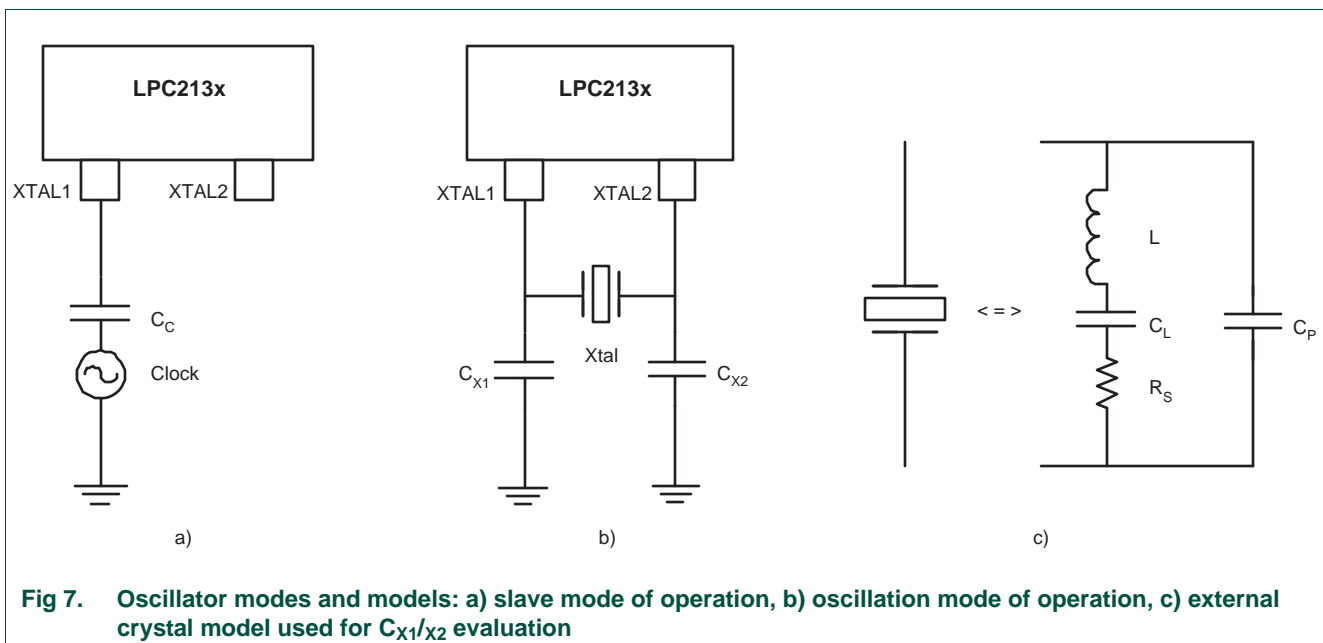 LPC213x
LPC213x
XTAL1
XTAL2
XTAL1
XTAL2
L
C_C
< = >
C_L
C_P
Clock
Xtal
C_X1
C_X2
R_S
a)
b)
c)
Fig 7. Oscillator modes and models: a) slave mode of operation, b) oscillation mode of operation, c) external
crystal model used for C_X1/X2 evaluation